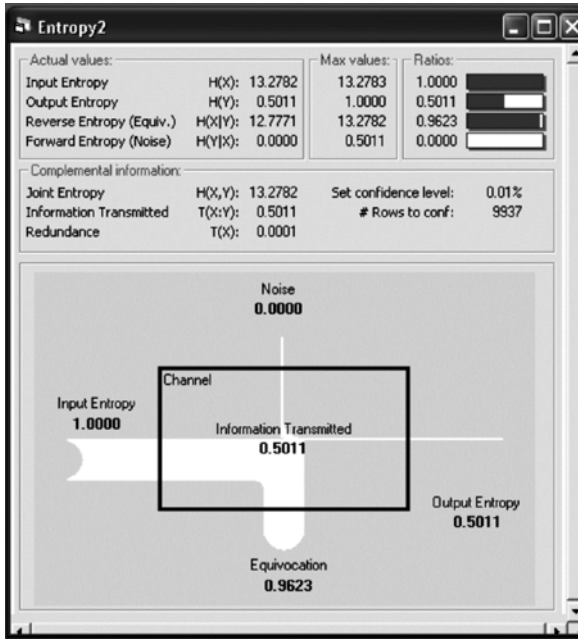 Entropy2
Actual values: Max values: Ratios:
Input Entropy H(X): 13.2782 13.2783 1.0000
Output Entropy H(Y): 0.5011 1.0000 0.5011
Reverse Entropy (Equiv.) H(X|Y): 12.7771 13.2782 0.9623
Forward Entropy (Noise) H(Y|X): 0.0000 0.5011 0.0000
Complemental information:
Joint Entropy H(X,Y): 13.2782 Set confidence level: 0.01%
Information Transmitted T(X:Y): 0.5011 # Rows to conf: 9937
Redundance T(X): 0.0001
Noise
0.0000
Channel
Input Entropy
1.0000
Information Transmitted
0.5011
Output Entropy
0.5011
Equivocation
0.9623